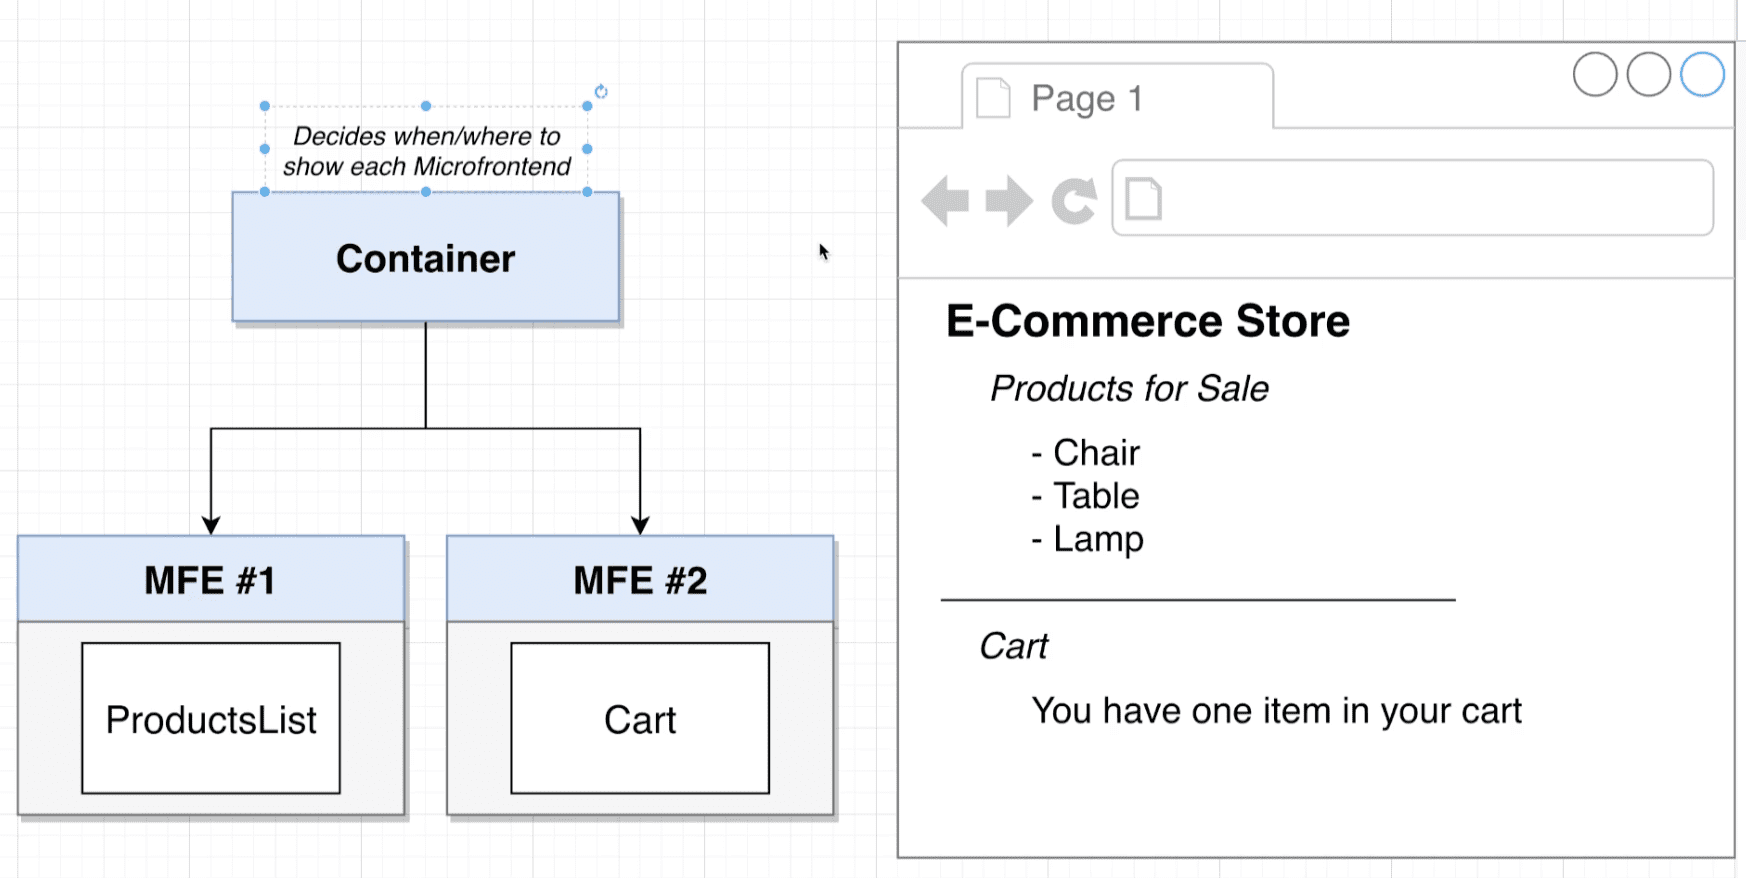 Decides when/where to
show each Microfrontend
Container
MFE #1
ProductsList
MFE #2
Cart
Page 1
E-Commerce Store
Products for Sale
- Chair
- Table
- Lamp
Cart
You have one item in your cart